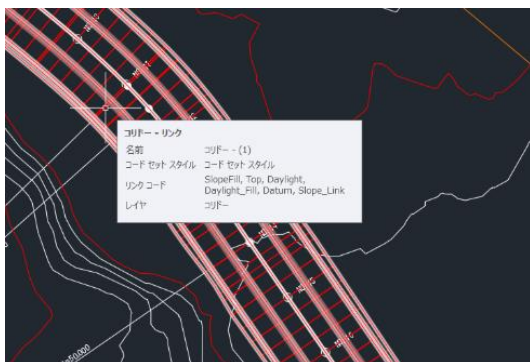 コリドー - リンク
名前 コリドー - (1)
コード セット スタイル コード セット スタイル
リンク コード SlopeFill, Top, Daylight,
Daylight_Fill, Datum, Slope_Link
レイヤ コリドー